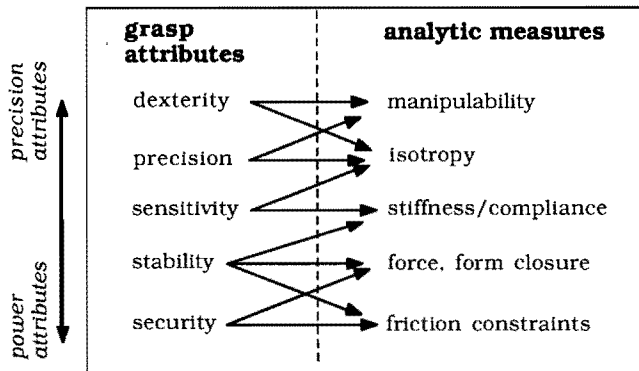 grasp
attributes
analytic measures
precision
attributes
dexterity
manipulability
precision
isotropy
sensitivity
stiffness/compliance
stability
force, form closure
power
attributes
security
friction constraints